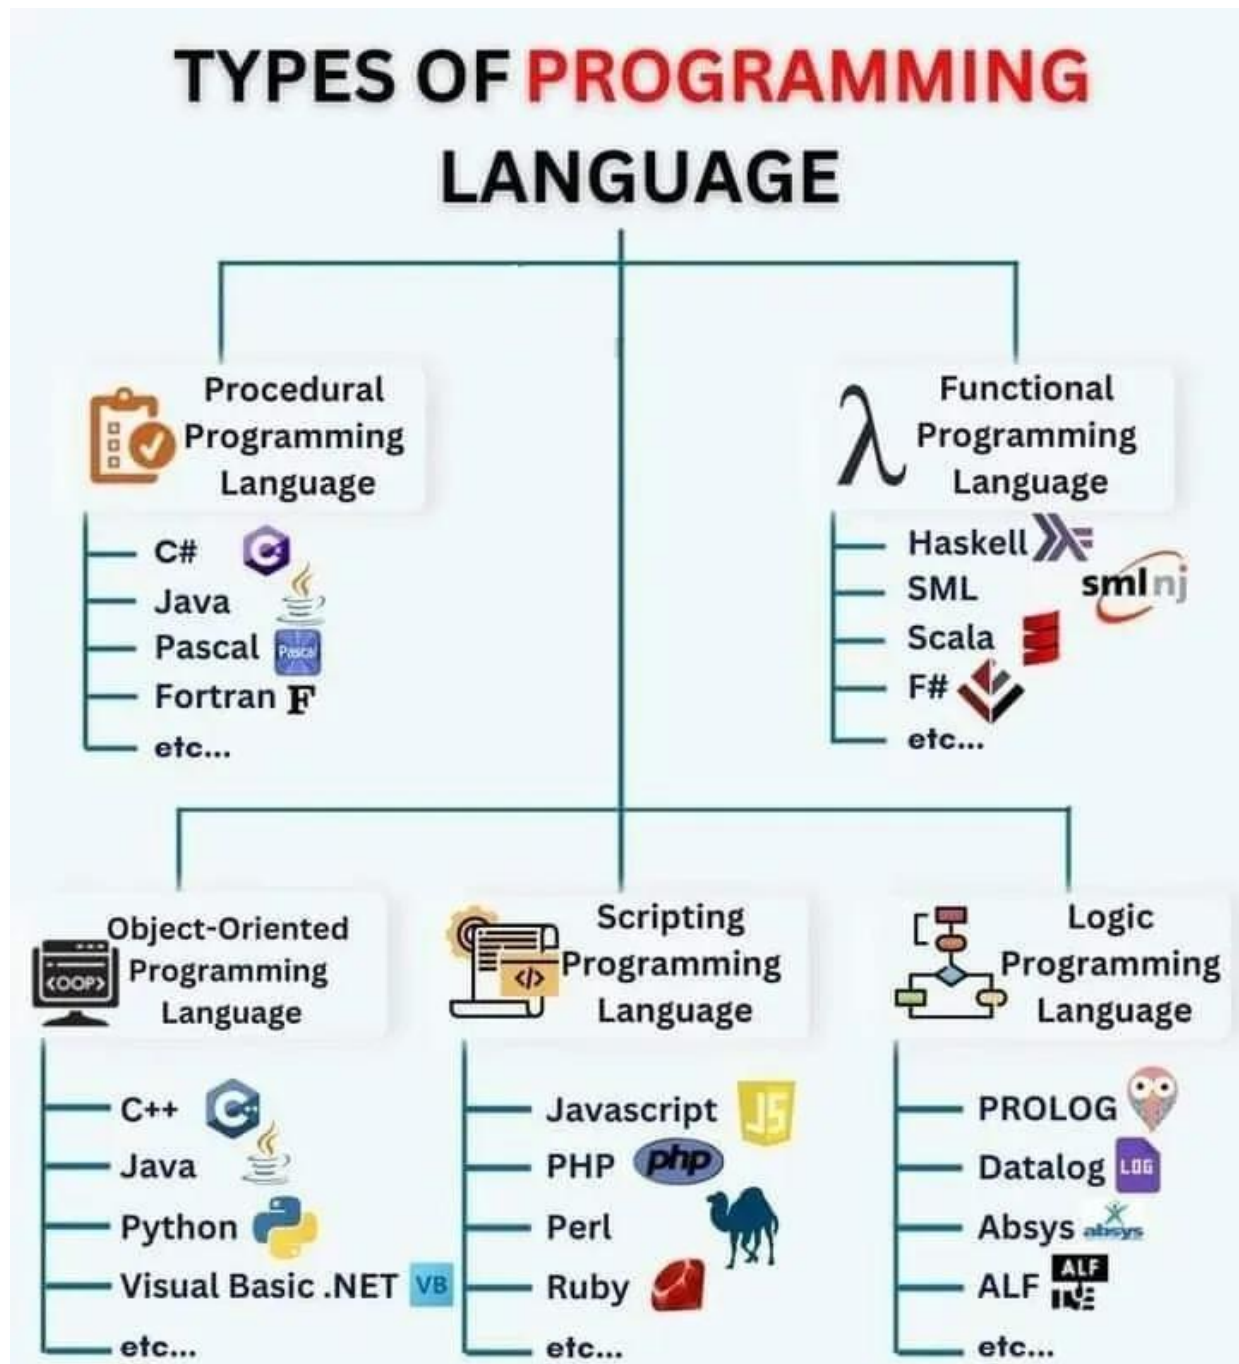 TYPES OF PROGRAMMING
LANGUAGE
Procedural
Programming
Language
C#
Java
Pascal Pascal
Fortran F
etc...
λ
Functional
Programming
Language
Haskell
SML smlnj
Scala
F#
etc...
<OOP>
Object-Oriented
Programming
Language
C++
Java
Python
Visual Basic .NET VB
etc...
</>
Scripting
Programming
Language
Javascript JS
PHP php
Perl
Ruby
etc...
Logic
Programming
Language
PROLOG
Datalog LOG
Absys absys
ALF ALF
etc...